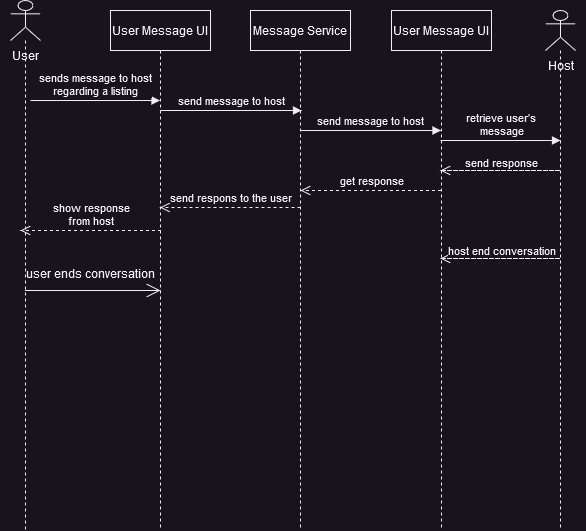 User Message UI
Message Service
User Message UI
User
Host
sends message to host
regarding a listing
send message to host
send message to host
retrieve user's
message
send response
get response
send respons to the user
show response
from host
host end conversation
user ends conversation